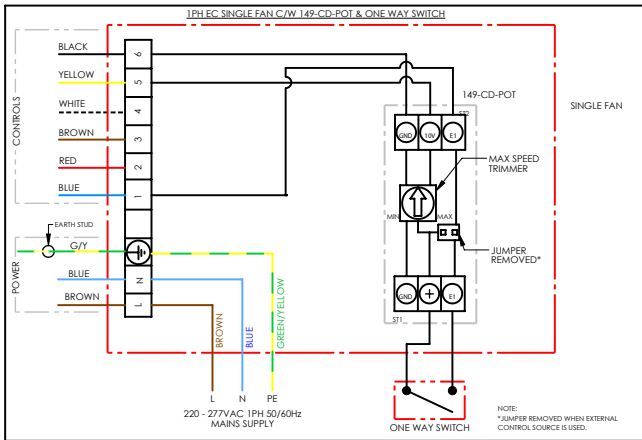 1PH EC SINGLE FAN C/W 149-CD-POT & ONE WAY SWITCH
CONTROLS
BLACK
6
YELLOW
5
WHITE
4
BROWN
3
RED
2
BLUE
1
POWER
EARTH STUD
G/Y
BLUE
N
BROWN
L
BROWN
BLUE
GREEN/YELLOW
L N PE
220 - 277VAC 1PH 50/60Hz
MAINS SUPPLY
149-CD-POT
SINGLE FAN
ST2
GND 10V E1
MAX SPEED
TRIMMER
MIN MAX
JUMPER
REMOVED*
GND + E1
ST1
ONE WAY SWITCH
NOTE:
*JUMPER REMOVED WHEN EXTERNAL
CONTROL SOURCE IS USED.